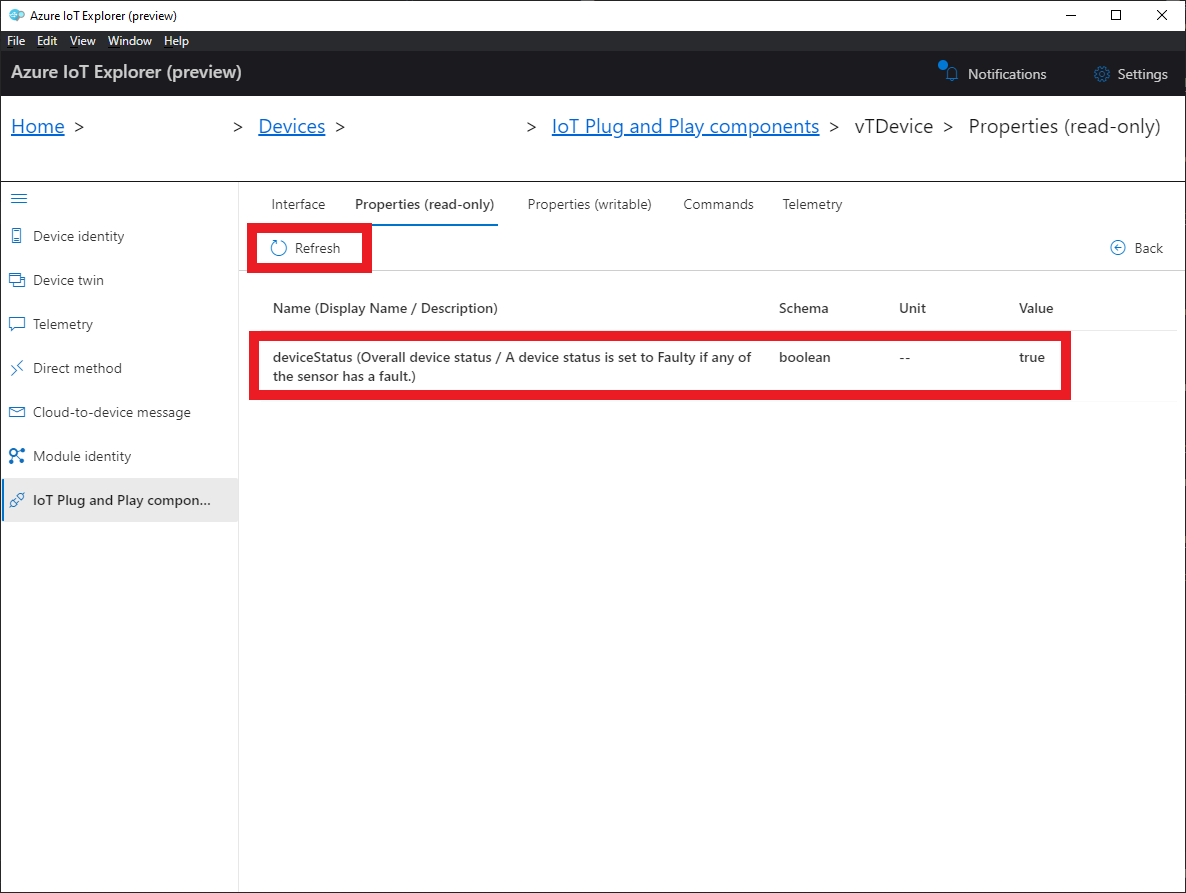 Azure IoT Explorer (preview)
File Edit View Window Help
Azure IoT Explorer (preview) Notifications Settings
Home > > Devices > > IoT Plug and Play components > vTDevice > Properties (read-only)
Interface Properties (read-only) Properties (writable) Commands Telemetry
Refresh Back
Device identity
Device twin
Telemetry
Direct method
Cloud-to-device message
Module identity
IoT Plug and Play compon...
Name (Display Name / Description) Schema Unit Value
deviceStatus (Overall device status / A device status is set to Faulty if any of boolean -- true
the sensor has a fault.)